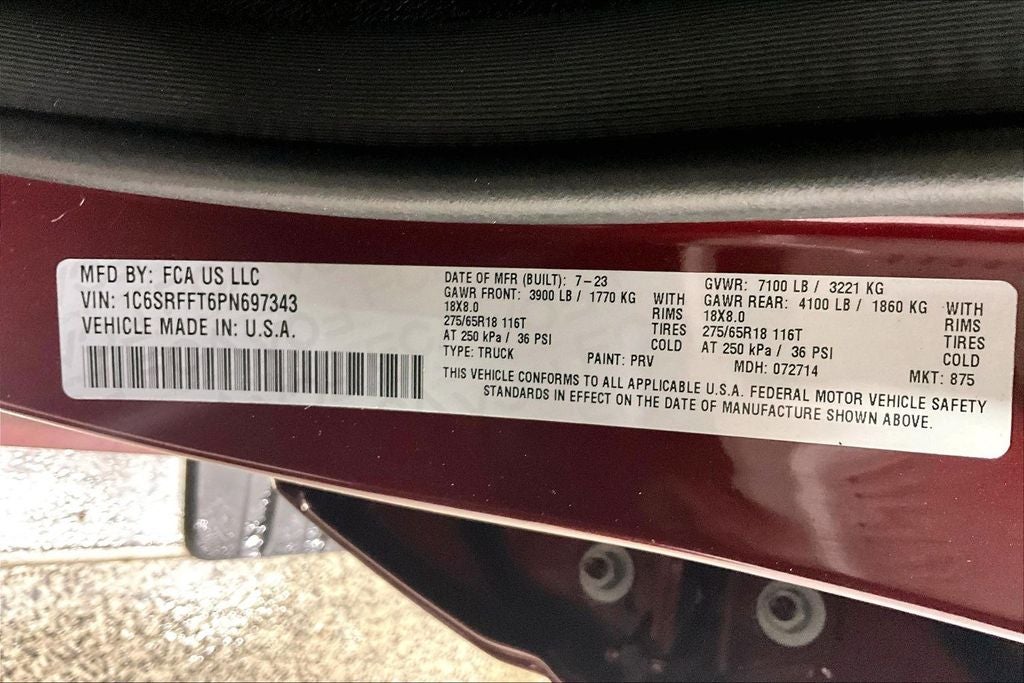 MFD BY: FCA US LLC
VIN: 1C6SRFFT6PN697343
VEHICLE MADE IN: U.S.A.
DATE OF MFR (BUILT): 7-23
GAWR FRONT: 3900 LB / 1770 KG WITH
18X8.0 RIMS
275/65R18 116T TIRES
AT 250 kPa / 36 PSI COLD
TYPE: TRUCK PAINT: PRV
GVWR: 7100 LB / 3221 KG
GAWR REAR: 4100 LB / 1860 KG WITH
18X8.0 RIMS
275/65R18 116T TIRES
AT 250 kPa / 36 PSI COLD
MDH: 072714 MKT: 875
THIS VEHICLE CONFORMS TO ALL APPLICABLE U.S.A. FEDERAL MOTOR VEHICLE SAFETY
STANDARDS IN EFFECT ON THE DATE OF MANUFACTURE SHOWN ABOVE.